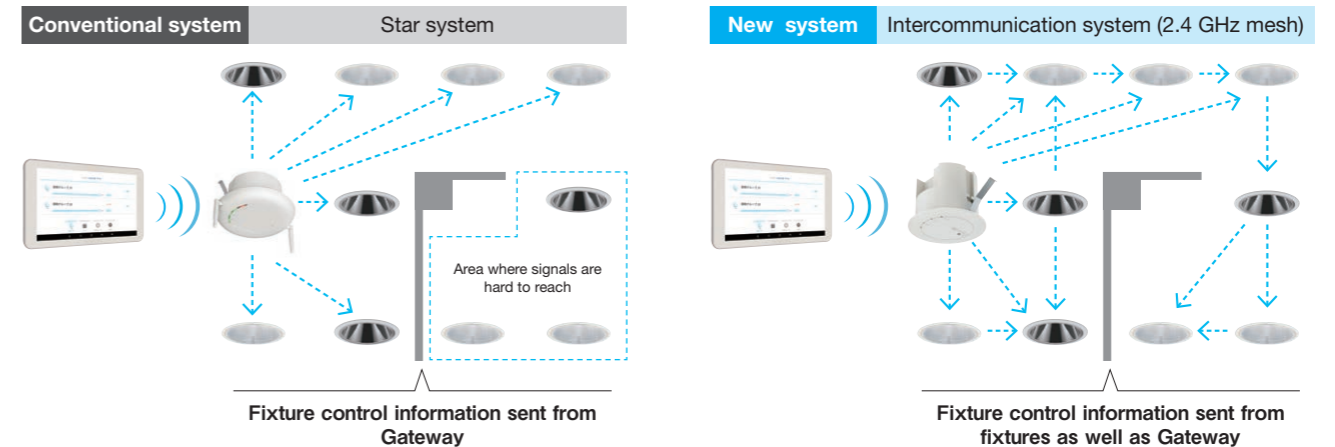 Conventional system
Star system
Area where signals are
hard to reach
Fixture control information sent from
Gateway
New system
Intercommunication system (2.4 GHz mesh)
Fixture control information sent from
fixtures as well as Gateway